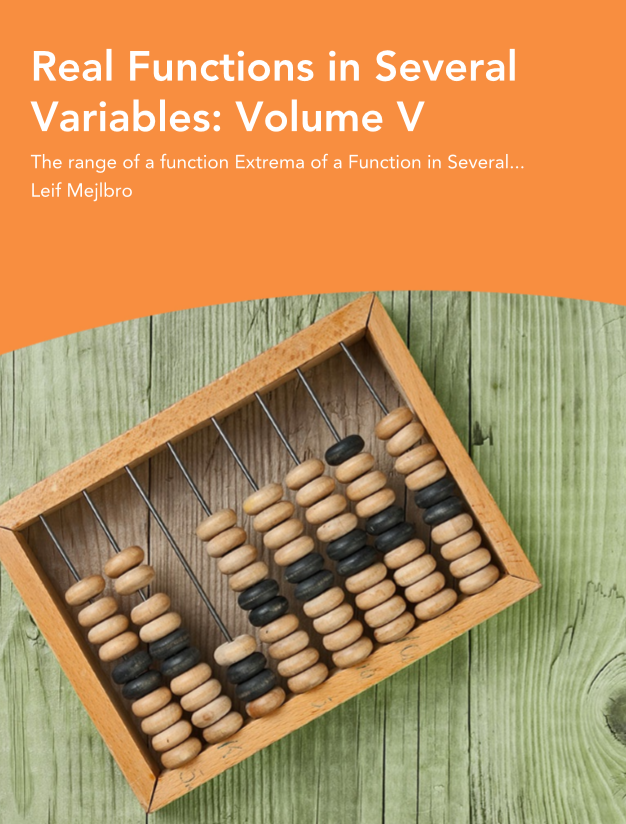 Real Functions in Several
Variables: Volume V
The range of a function Extrema of a Function in Several...
Leif Mejlbro